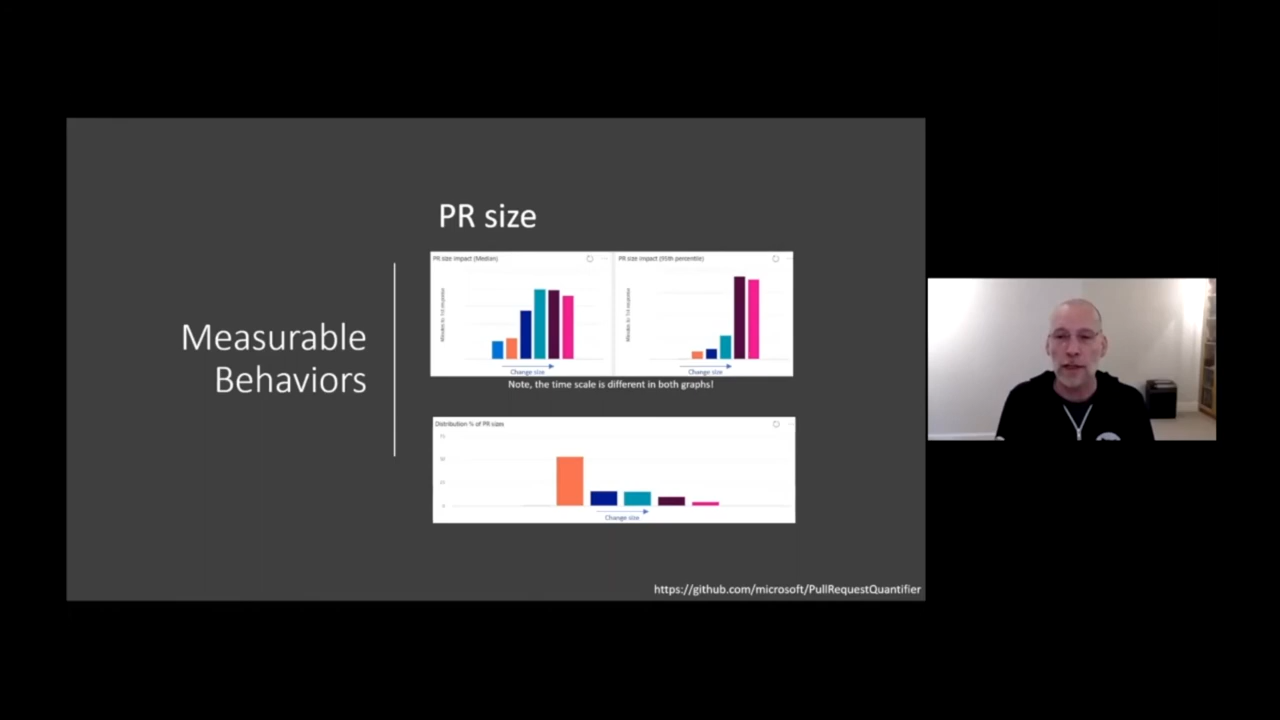 PR size
Measurable
Behaviors
PR size impact (Median)
PR size impact (95th percentile)
Change size
Change size
Note, the time scale is different in both graphs!
Distribution % of PR sizes
Change size
https://github.com/microsoft/PullRequestQuantifier